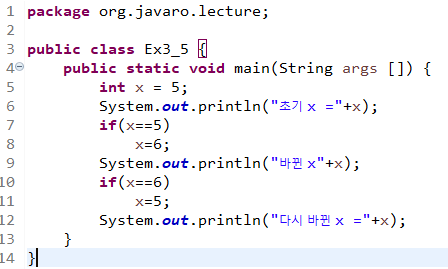 1 package org.javaro.lecture;
2
3 public class Ex3_5 {
4 public static void main(String args []) {
5 int x = 5;
6 System.out.println("초기 x ="+x);
7 if(x==5)
8 x=6;
9 System.out.println("바뀐 x"+x);
10 if(x==6)
11 x=5;
12 System.out.println("다시 바뀐 x ="+x);
13 }
14 }